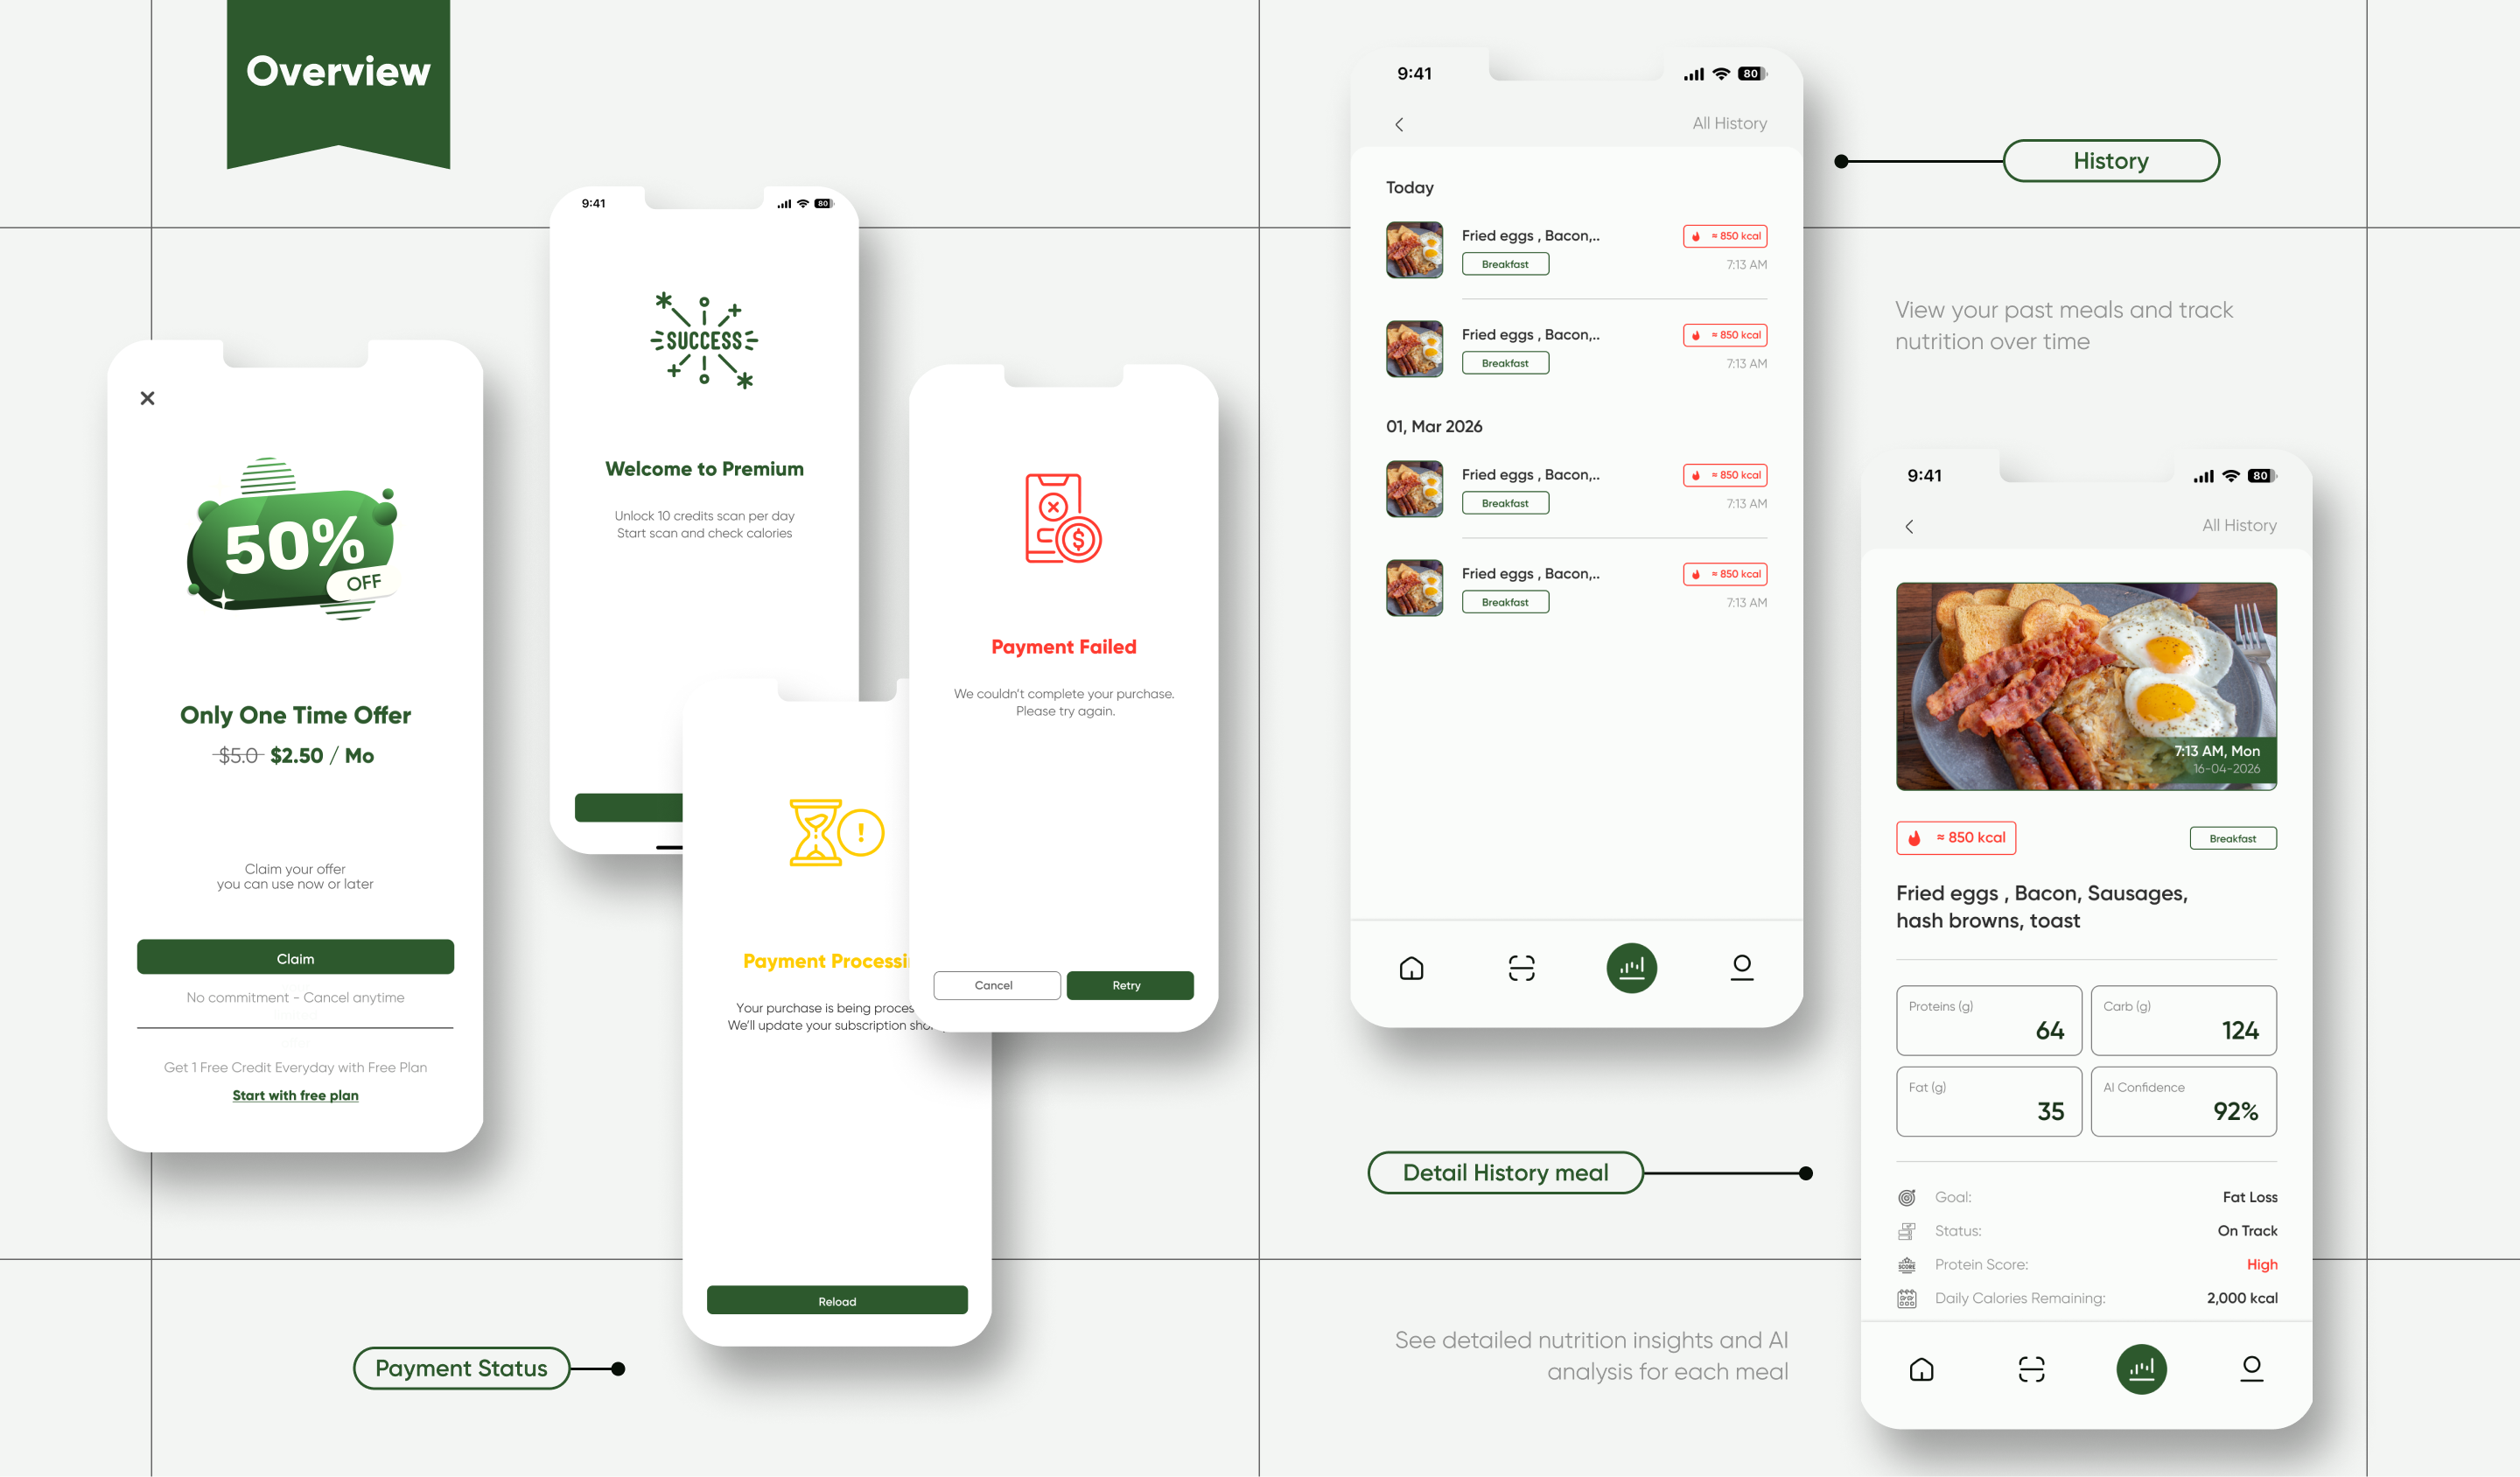 Overview
50%
OFF
Only One Time Offer
$5.0 $2.50 / Mo
Claim your offer
you can use now or later
Claim
No commitment - Cancel anytime
Get 1 Free Credit Everyday with Free Plan
Start with free plan
9:41
80
SUCCESS
Welcome to Premium
Unlock 10 credits scan per day
Start scan and check calories
Payment
Your purchase is being
We'll update your subscription
Reload
Payment Failed
We couldn't complete your purchase.
Please try again.
Cancel
Retry
Payment Status
9:41
80
All History
Today
Fried eggs , Bacon,..
≈ 850 kcal
Breakfast
7:13 AM
Fried eggs , Bacon,..
≈ 850 kcal
Breakfast
7:13 AM
01, Mar 2026
Fried eggs , Bacon,..
≈ 850 kcal
Breakfast
7:13 AM
Fried eggs , Bacon,..
≈ 850 kcal
Breakfast
7:13 AM
History
View your past meals and track
nutrition over time
Detail History meal
See detailed nutrition insights and AI
analysis for each meal
9:41
80
All History
7:13 AM, Mon
16-04-2026
≈ 850 kcal
Breakfast
Fried eggs , Bacon, Sausages,
hash browns, toast
Proteins (g)
64
Carb (g)
124
Fat (g)
35
AI Confidence
92%
Goal:
Fat Loss
Status:
On Track
SCORE
Protein Score:
High
Daily Calories Remaining:
2,000 kcal